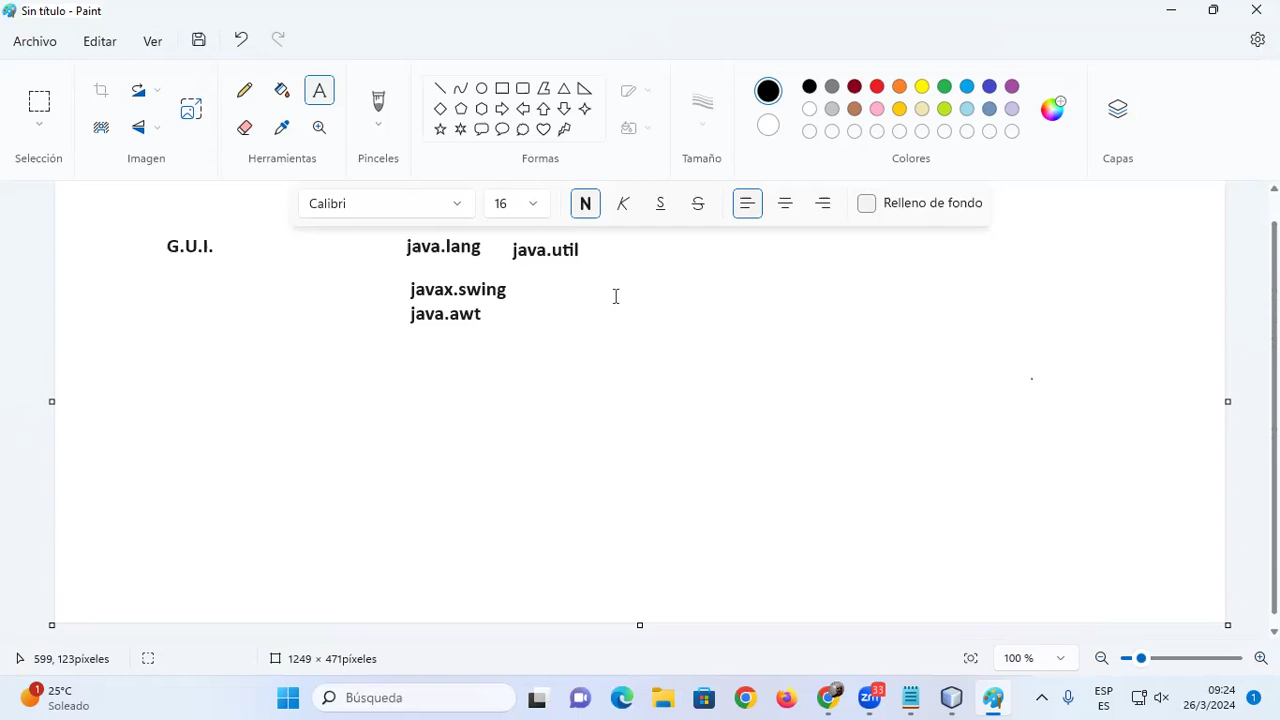 Sin título - Paint
Archivo Editar Ver
Selección Imagen Herramientas Pinceles Formas Tamaño Colores Capas
Calibri 16 N K S S Relleno de fondo
G.U.I. java.lang java.util
javax.swing
java.awt
599, 123píxeles 1249 × 471píxeles 100 %
1 25°C Soleado
Búsqueda
zm 33
ESP
ES
09:24
26/3/2024
1